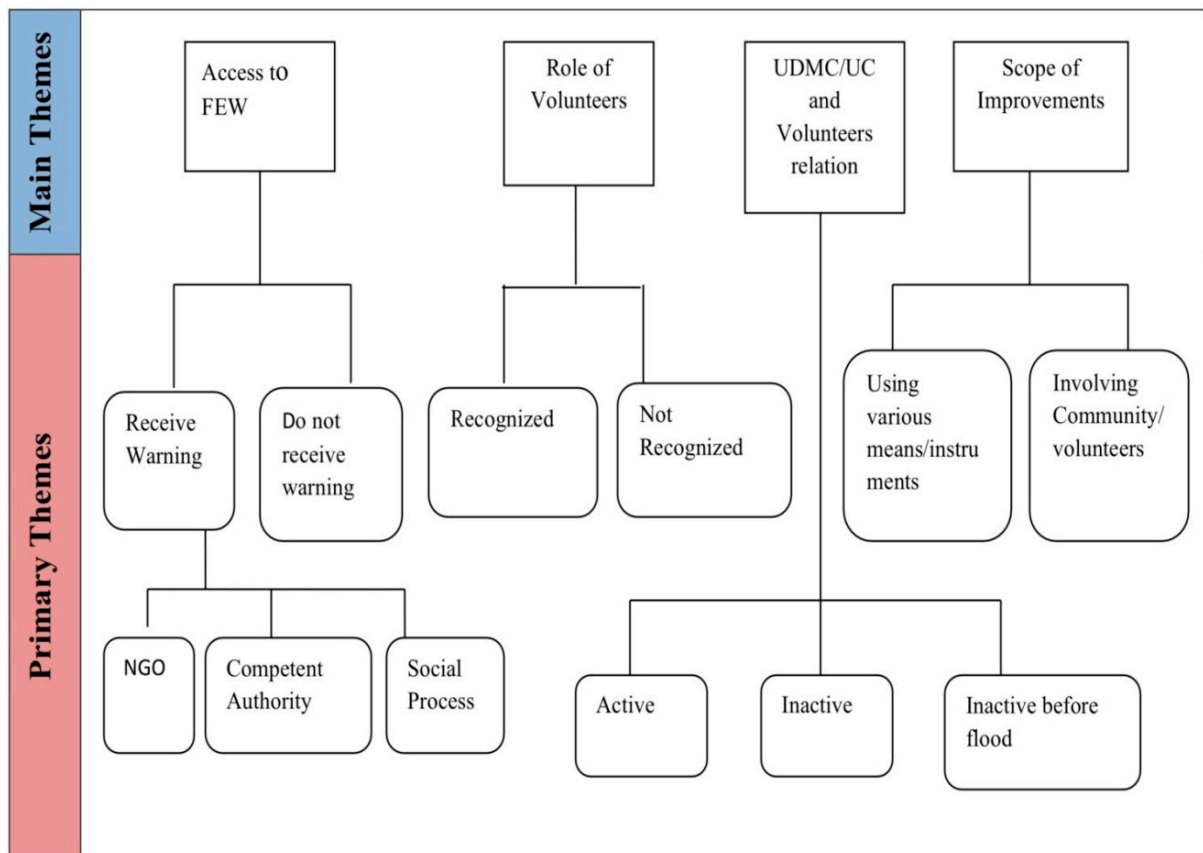 Main Themes
Access to
FEW
Role of
Volunteers
UDMC/UC
and
Volunteers
relation
Scope of
Improvements
Primary Themes
Receive
Warning
Do not
receive
warning
Recognized
Not
Recognized
Using
various
means/instru
ments
Involving
Community/
volunteers
NGO
Competent
Authority
Social
Process
Active
Inactive
Inactive before
flood